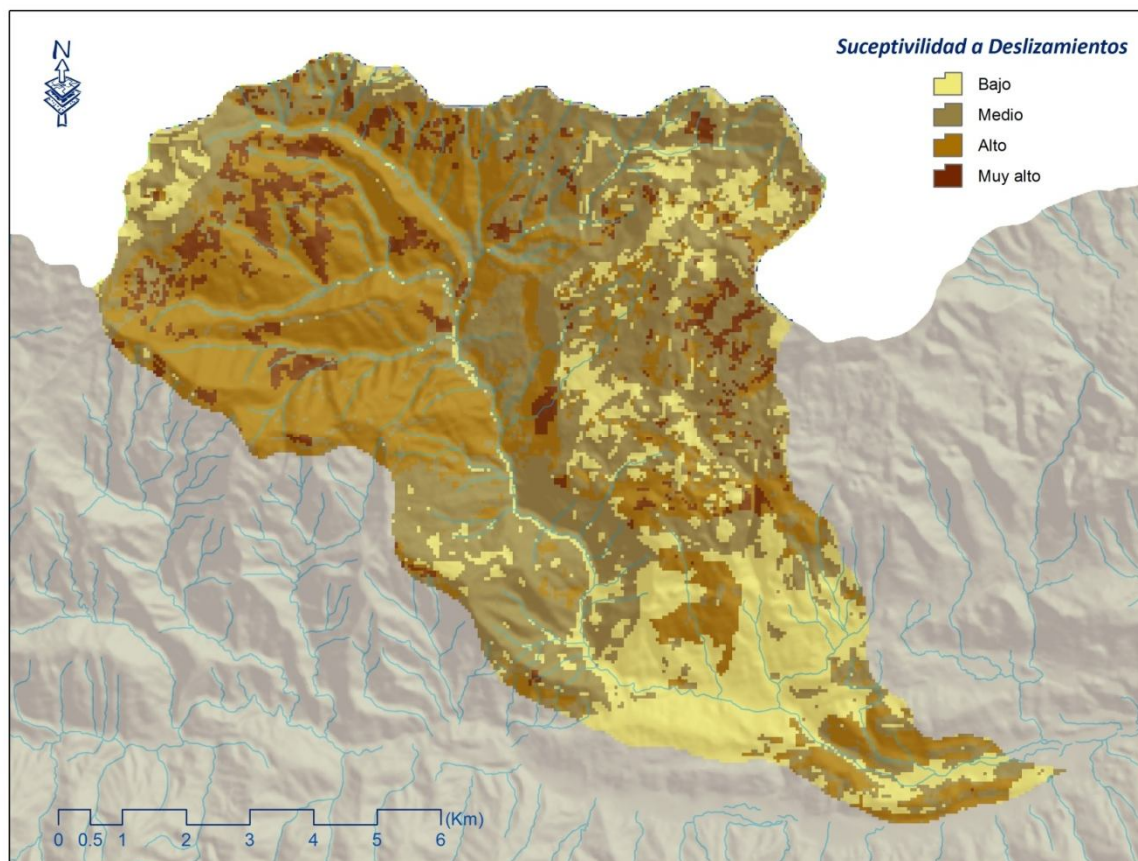 N
Suceptivilidad a Deslizamientos
Bajo
Medio
Alto
Muy alto
(Km)
0 0.5 1 2 3 4 5 6